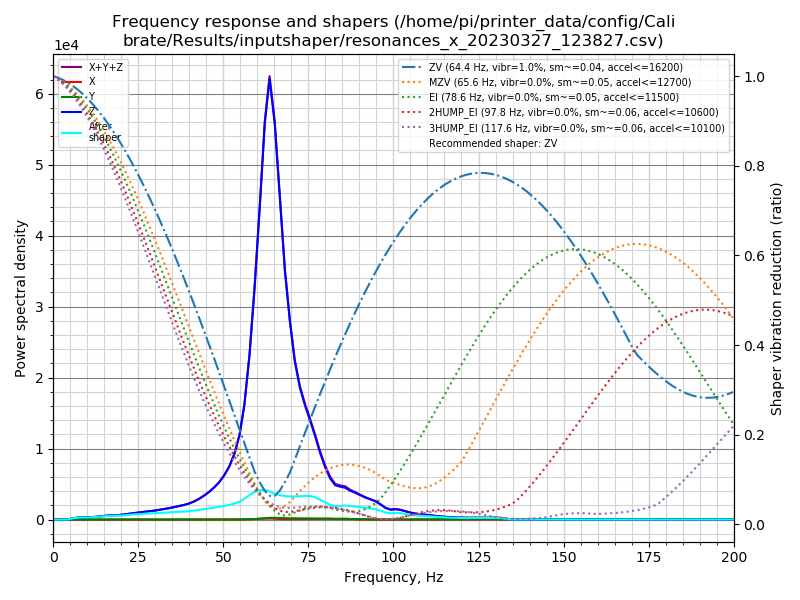 Frequency response and shapers (/home/pi/printer_data/config/Cali
brate/Results/inputshaper/resonances_x_20230327_123827.csv)
1e4
X+Y+Z
X
Y
Z
After
shaper
ZV (64.4 Hz, vibr=1.0%, sm~=0.04, accel<=16200)
MZV (65.6 Hz, vibr=0.0%, sm~=0.05, accel<=12700)
EI (78.6 Hz, vibr=0.0%, sm~=0.05, accel<=11500)
2HUMP_EI (97.8 Hz, vibr=0.0%, sm~=0.06, accel<=10600)
3HUMP_EI (117.6 Hz, vibr=0.0%, sm~=0.06, accel<=10100)
Recommended shaper: ZV
Power spectral density
6
5
4
3
2
1
0
1.0
0.8
0.6
0.4
0.2
0.0
Shaper vibration reduction (ratio)
0 25 50 75 100 125 150 175 200
Frequency, Hz